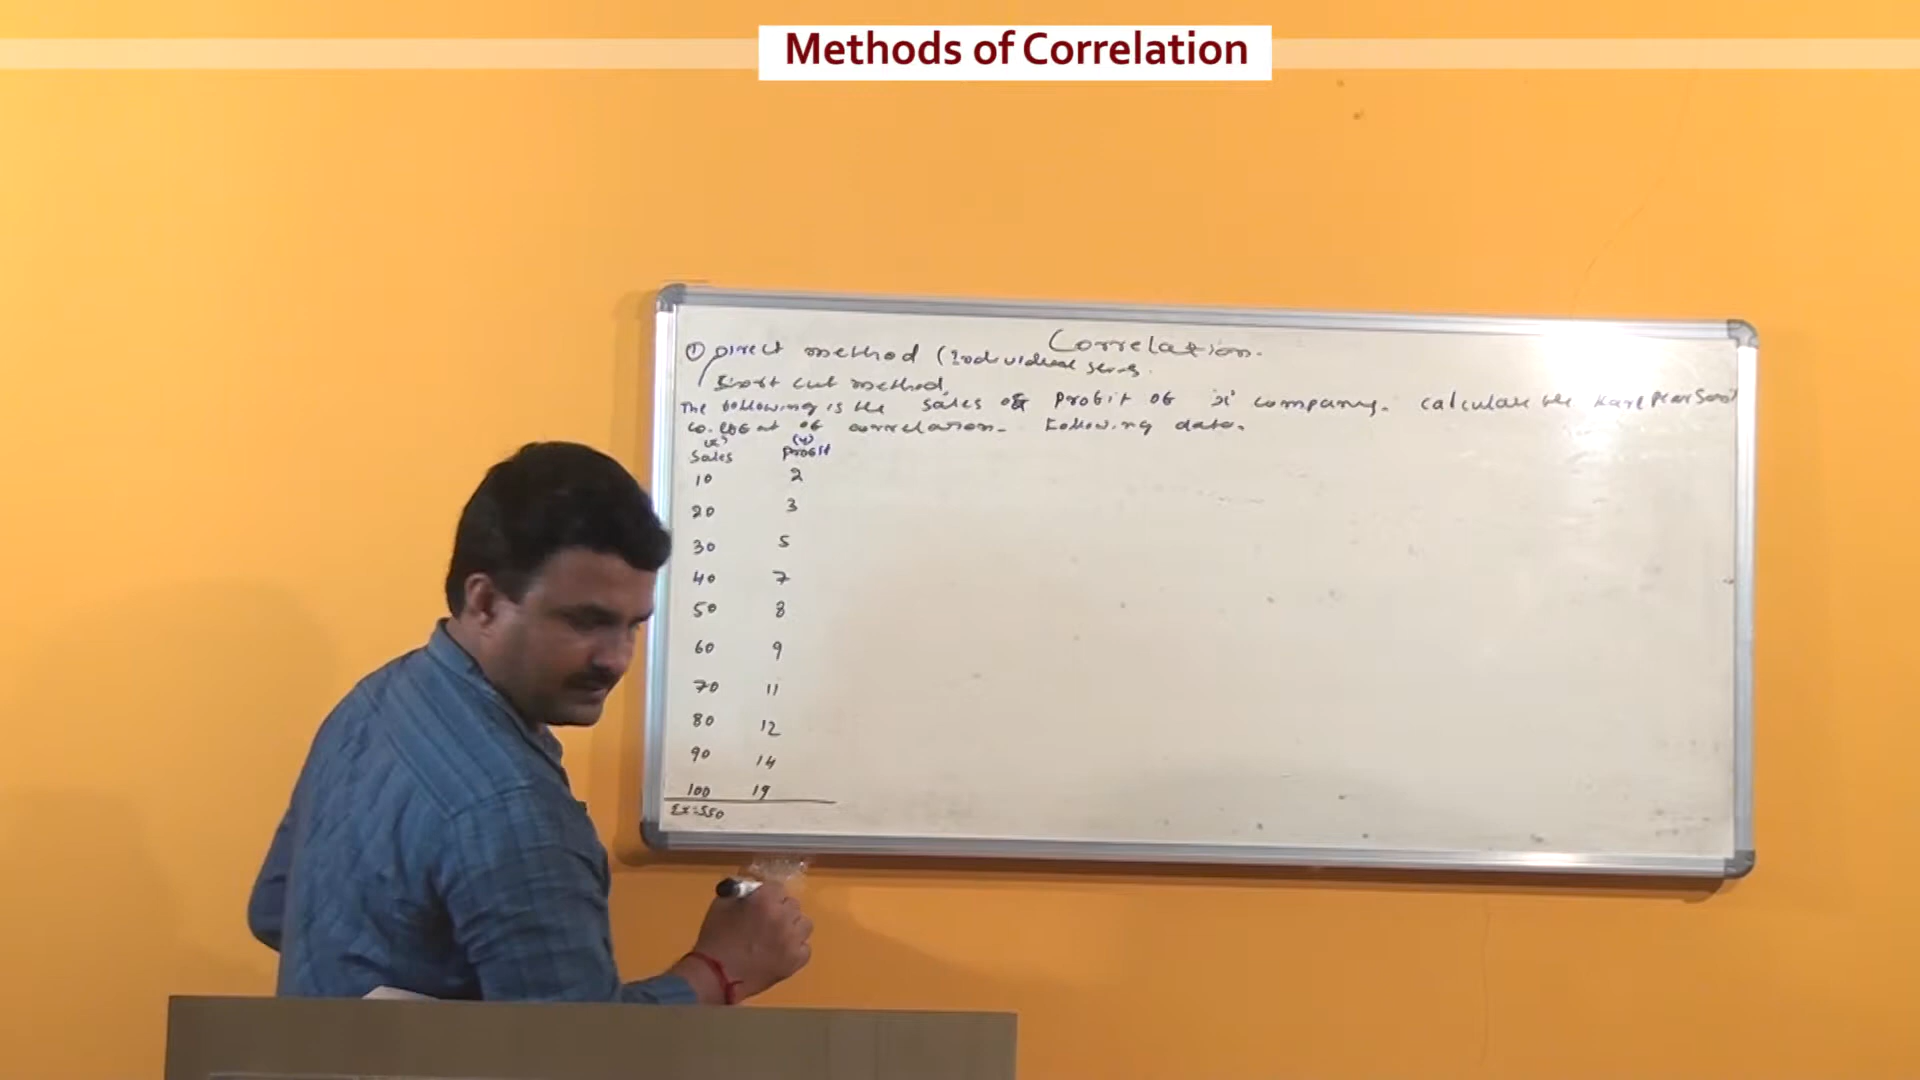 Methods of Correlation
Correlation.
① Direct method (Individual series.
Short cut method.
The following is the sales of profit of 'x' company. calculate the Karl Pearson's
of correlation. Following data.
(x) (y)
Sales Profit
10 2
20 3
30 5
40 7
50 8
60 9
70 11
80 12
90 14
100 19
Σx=550